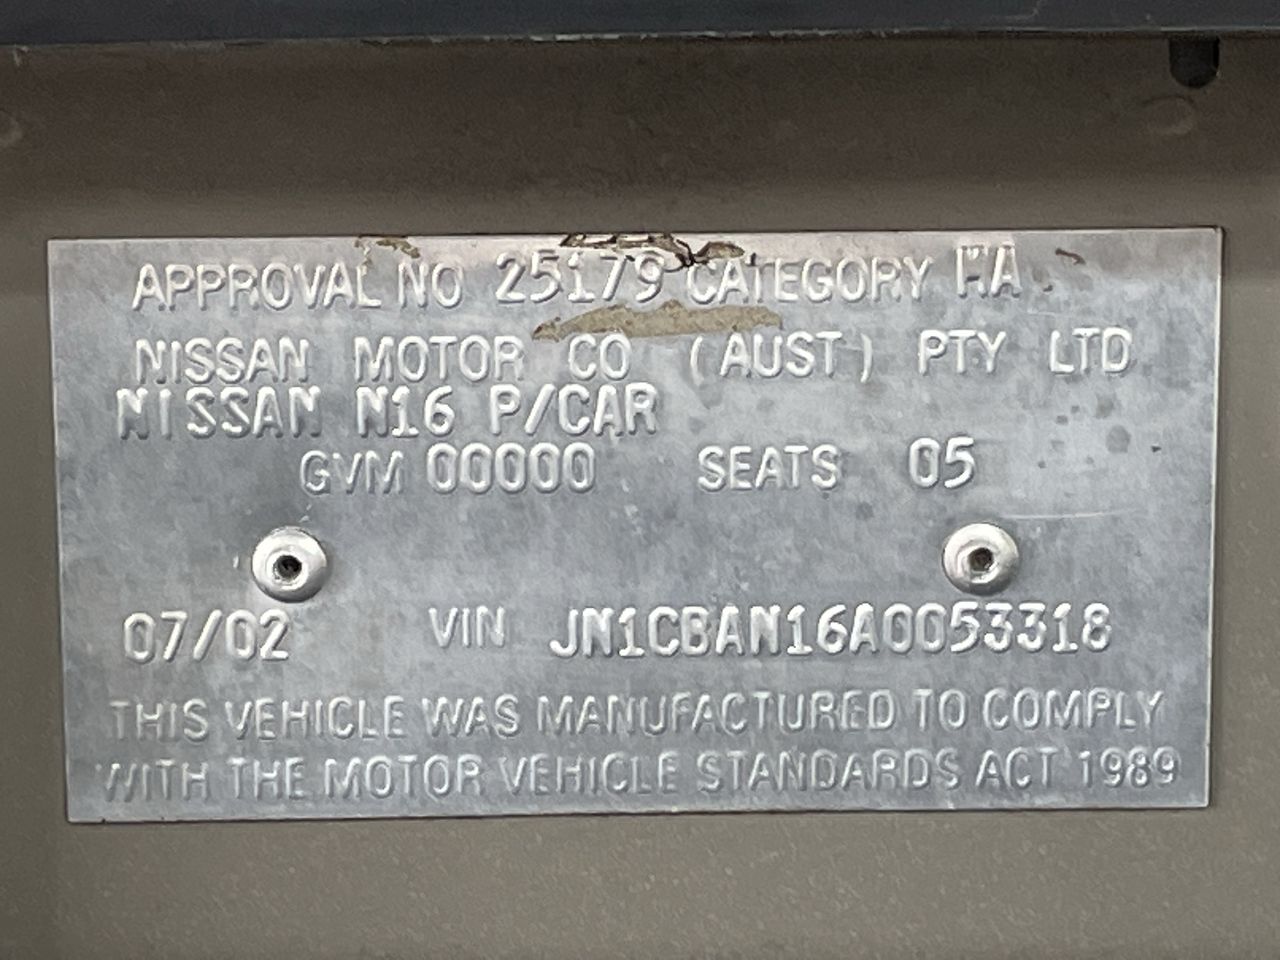 APPROVAL NO 25179 CATEGORY MA
NISSAN MOTOR CO (AUST) PTY LTD
NISSAN N16 P/CAR
GVM 00000 SEATS 05
07/02 VIN JN1CBAN16A0053318
THIS VEHICLE WAS MANUFACTURED TO COMPLY
WITH THE MOTOR VEHICLE STANDARDS ACT 1989